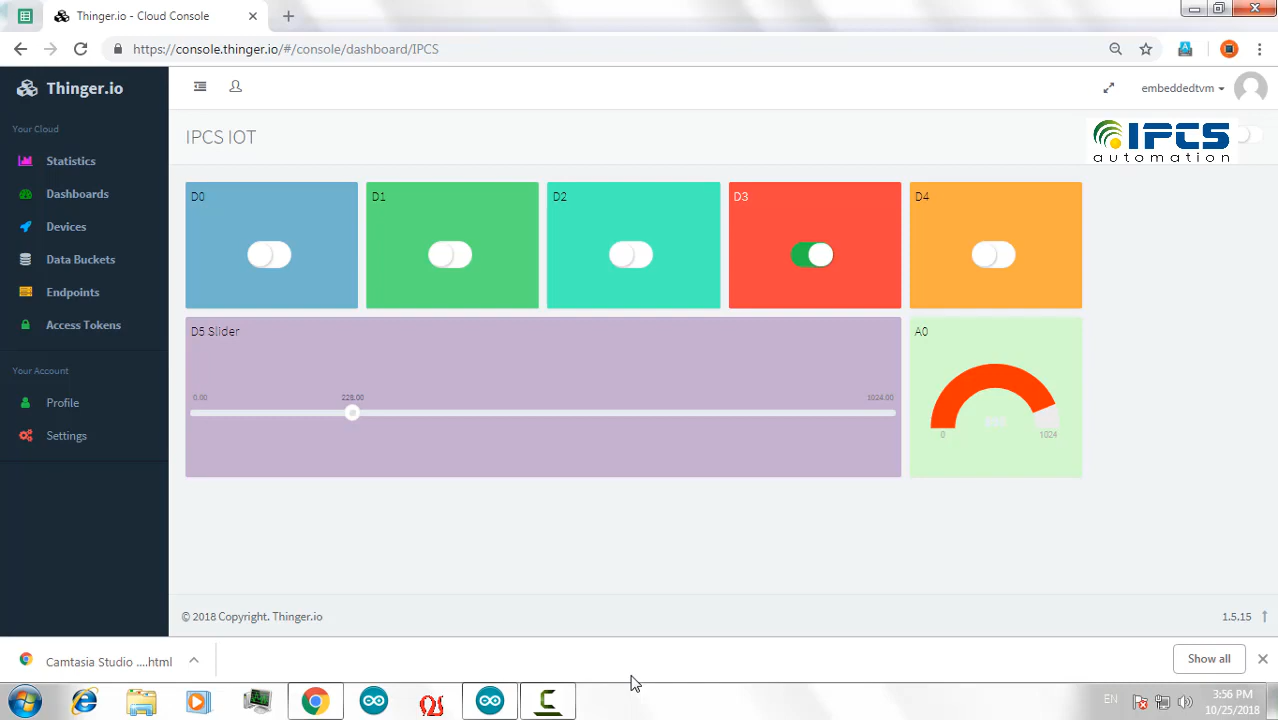 Thinger.io - Cloud Console
https://console.thinger.io/#/console/dashboard/IPCS
Thinger.io
embeddedtvm
Your Cloud
Statistics
Dashboards
Devices
Data Buckets
Endpoints
Access Tokens
Your Account
Profile
Settings
IPCS IOT
IPCS
automation
D0
D1
D2
D3
D4
D5 Slider
0.00
228.00
1024.00
A0
0
1024
© 2018 Copyright. Thinger.io
1.5.15
Camtasia Studio ....html
Show all
EN
3:56 PM
10/25/2018